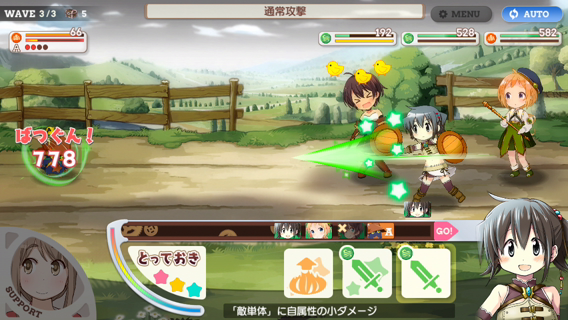 WAVE 3/3 5
通常攻撃
MENU
AUTO
66
A
192
528
582
ばつぐん!
778
GO!
A
とっておき
SUPPORT
「敵単体」に自属性の小ダメージ